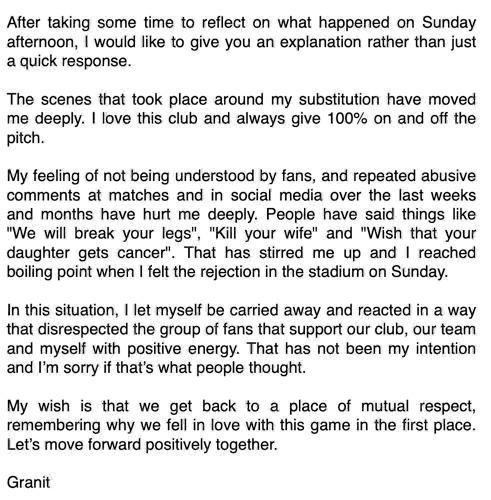 After taking some time to reflect on what happened on Sunday
afternoon, I would like to give you an explanation rather than just
a quick response.
The scenes that took place around my substitution have moved
me deeply. I love this club and always give 100% on and off the
pitch.
My feeling of not being understood by fans, and repeated abusive
comments at matches and in social media over the last weeks
and months have hurt me deeply. People have said things like
"We will break your legs", "Kill your wife" and "Wish that your
daughter gets cancer". That has stirred me up and I reached
boiling point when I felt the rejection in the stadium on Sunday.
In this situation, I let myself be carried away and reacted in a way
that disrespected the group of fans that support our club, our team
and myself with positive energy. That has not been my intention
and I'm sorry if that's what people thought.
My wish is that we get back to a place of mutual respect,
remembering why we fell in love with this game in the first place.
Let's move forward positively together.
Granit